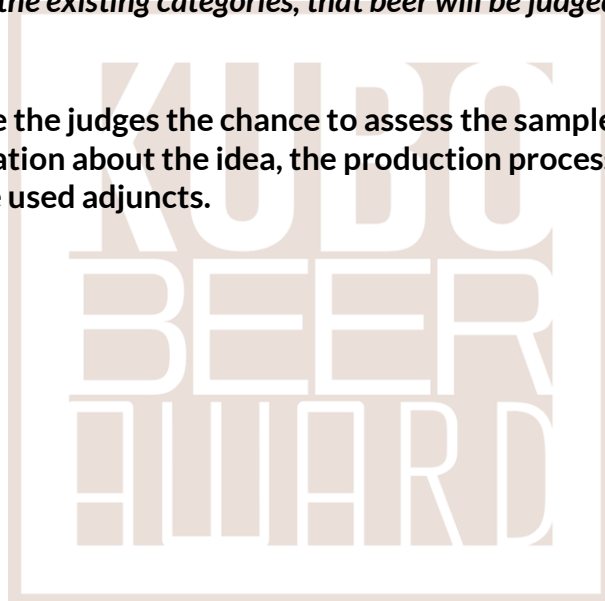 the existing categories, that beer will be judged
e the judges the chance to assess the sample
ation about the idea, the production proces
e used adjuncts.
KUBO
BEER
AWARD